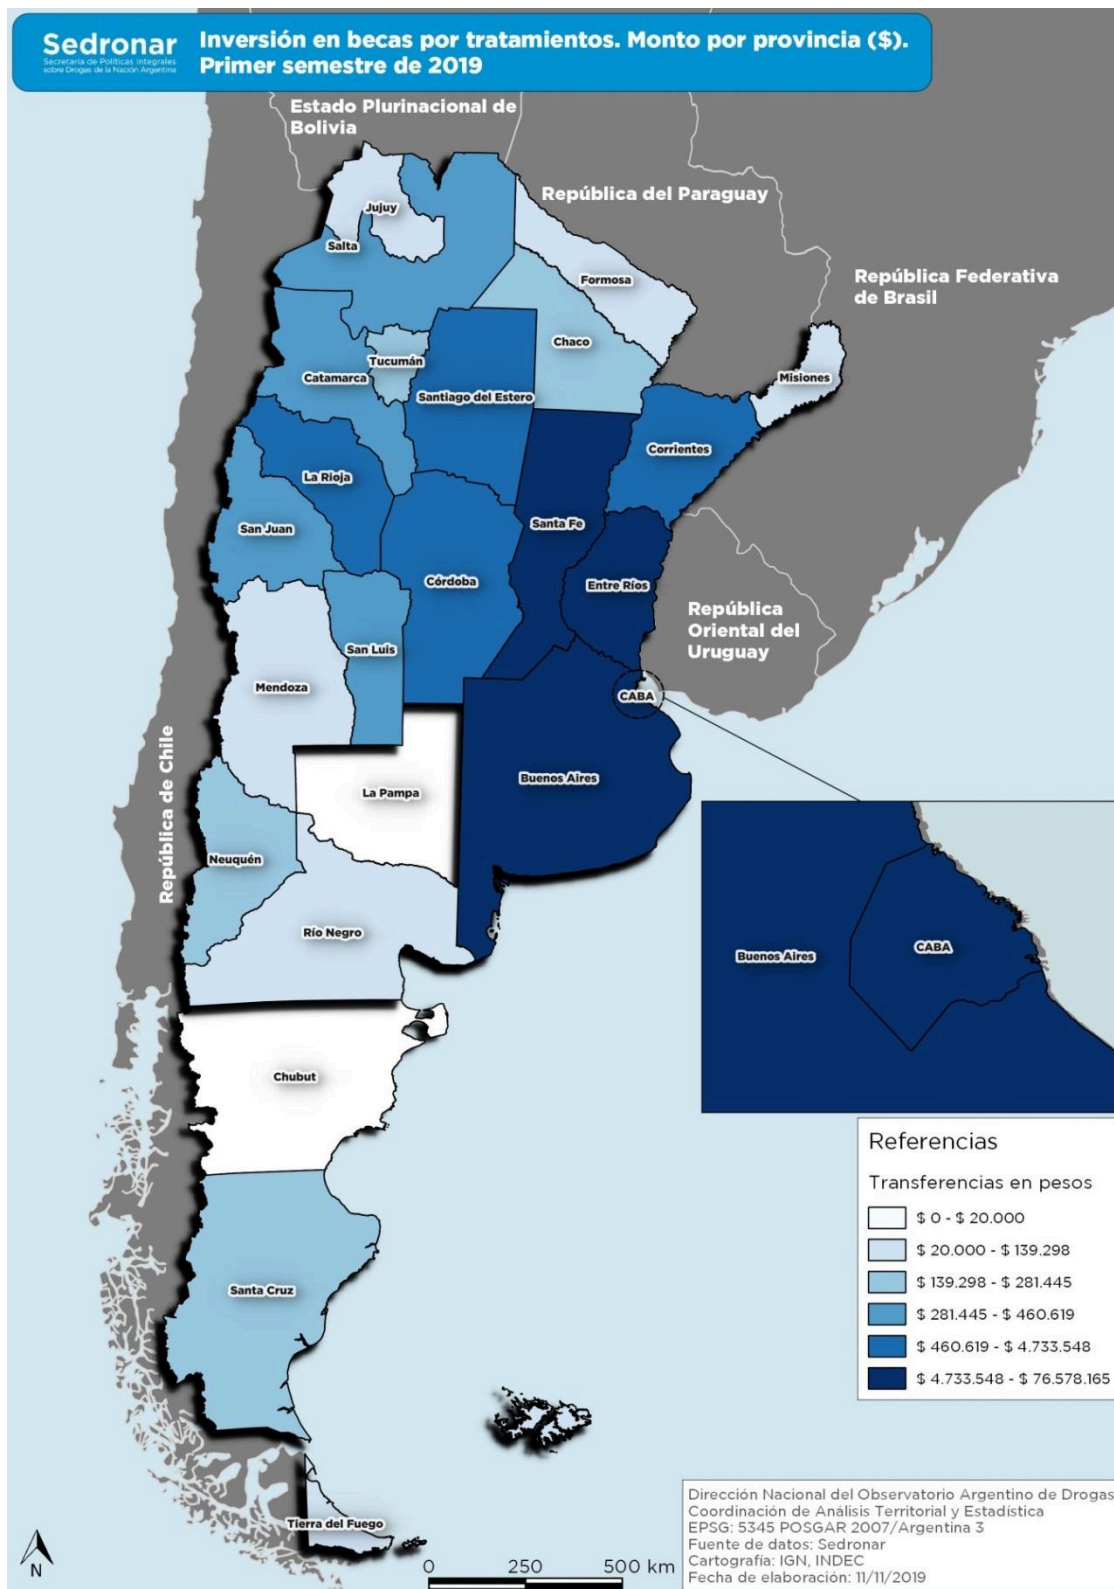 Sedronar
Secretaría de Políticas Integrales
sobre Drogas de la Nación Argentina
Inversión en becas por tratamientos. Monto por provincia ($).
Primer semestre de 2019
Estado Plurinacional de
Bolivia
República del Paraguay
Jujuy
Salta
Formosa
República Federativa
de Brasil
Chaco
Tucumán
Misiones
Catamarca
Santiago del Estero
Corrientes
La Rioja
San Juan
Santa Fe
Córdoba
Entre Ríos
República
Oriental del
Uruguay
San Luis
Mendoza
CABA
República de Chile
Buenos Aires
La Pampa
Neuquén
Río Negro
CABA
Buenos Aires
Chubut
Referencias
Transferencias en pesos
$ 0 - $ 20.000
$ 20.000 - $ 139.298
$ 139.298 - $ 281.445
$ 281.445 - $ 460.619
$ 460.619 - $ 4.733.548
$ 4.733.548 - $ 76.578.165
Santa Cruz
Tierra del Fuego
N
0 250 500 km
Dirección Nacional del Observatorio Argentino de Drogas
Coordinación de Análisis Territorial y Estadística
EPSG: 5345 POSGAR 2007/Argentina 3
Fuente de datos: Sedronar
Cartografía: IGN, INDEC
Fecha de elaboración: 11/11/2019